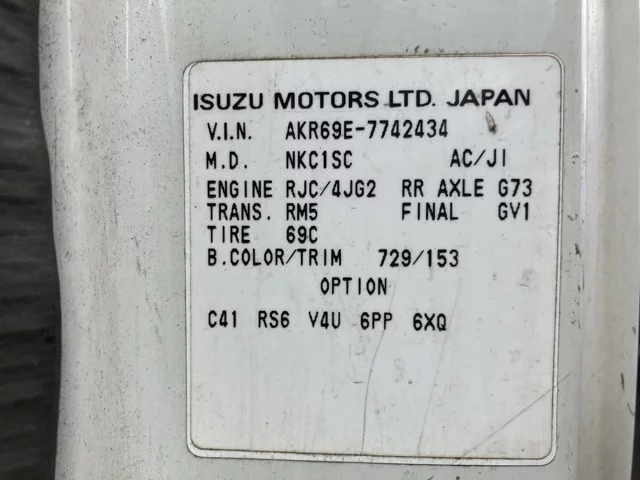 ISUZU MOTORS LTD. JAPAN
V.I.N. AKR69E-7742434
M.D. NKC1SC AC/JI
ENGINE RJC/4JG2 RR AXLE G73
TRANS. RM5 FINAL GV1
TIRE 69C
B.COLOR/TRIM 729/153
OPTION
C41 RS6 V4U 6PP 6XQ